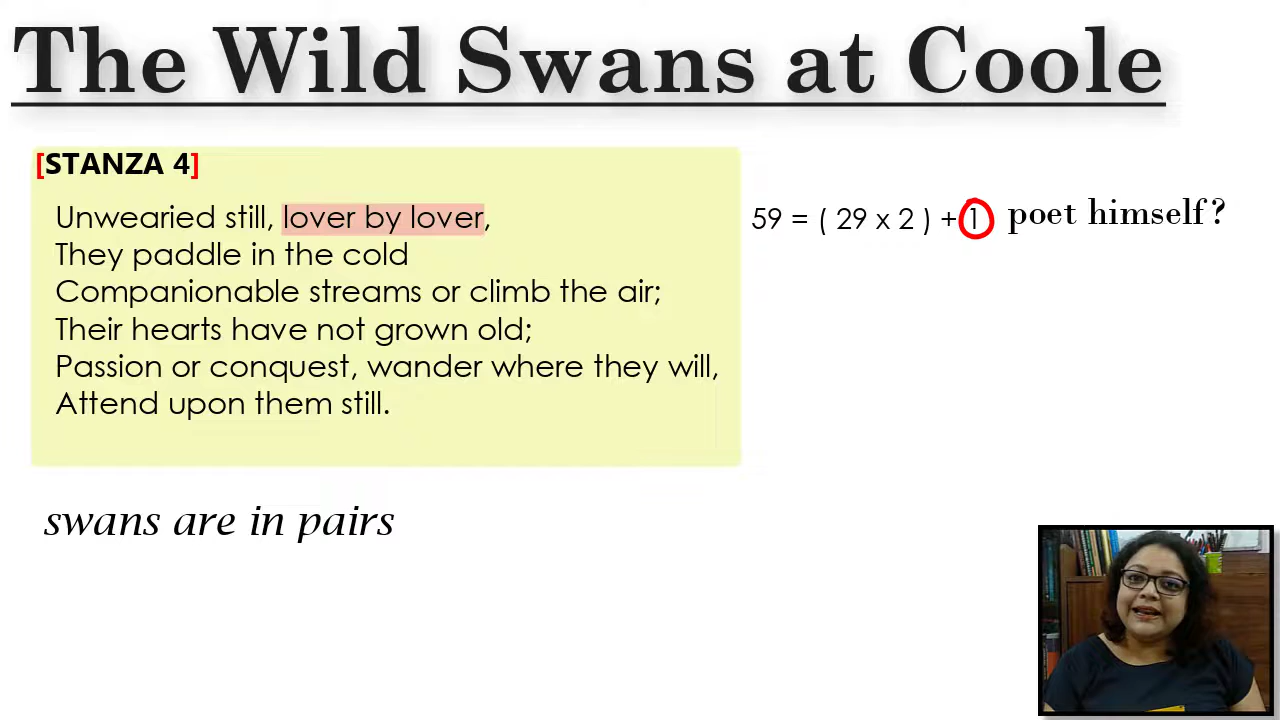 The Wild Swans at Coole
[STANZA 4]
Unwearied still, lover by lover,
They paddle in the cold
Companionable streams or climb the air;
Their hearts have not grown old;
Passion or conquest, wander where they will,
Attend upon them still.
59 = ( 29 x 2 ) + 1 poet himself?
swans are in pairs